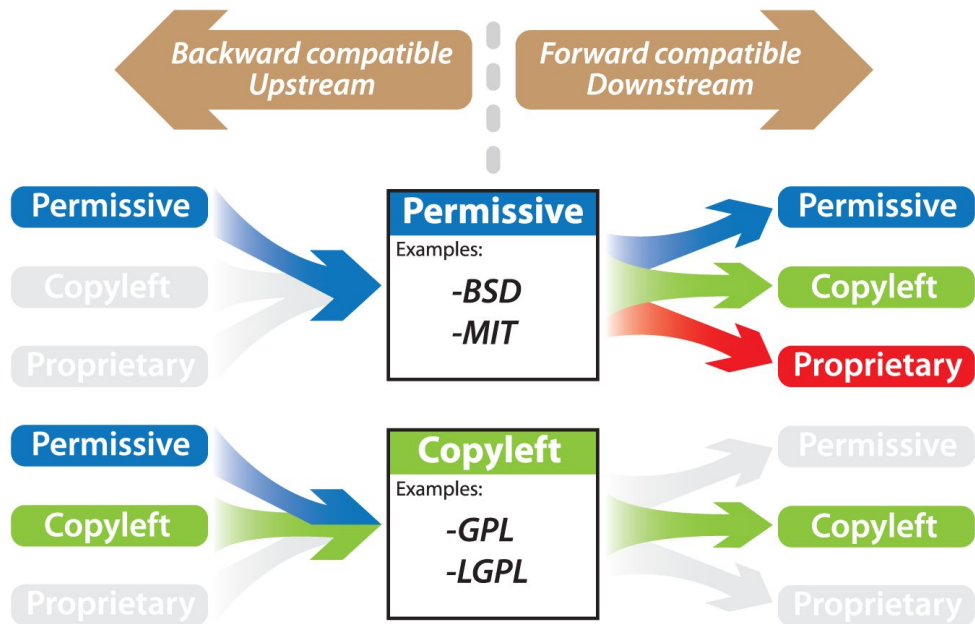 Backward compatible
Upstream
Forward compatible
Downstream
Permissive
Copyleft
Proprietary
Permissive
Examples:
-BSD
-MIT
Permissive
Copyleft
Proprietary
Permissive
Copyleft
Proprietary
Copyleft
Examples:
-GPL
-LGPL
Permissive
Copyleft
Proprietary